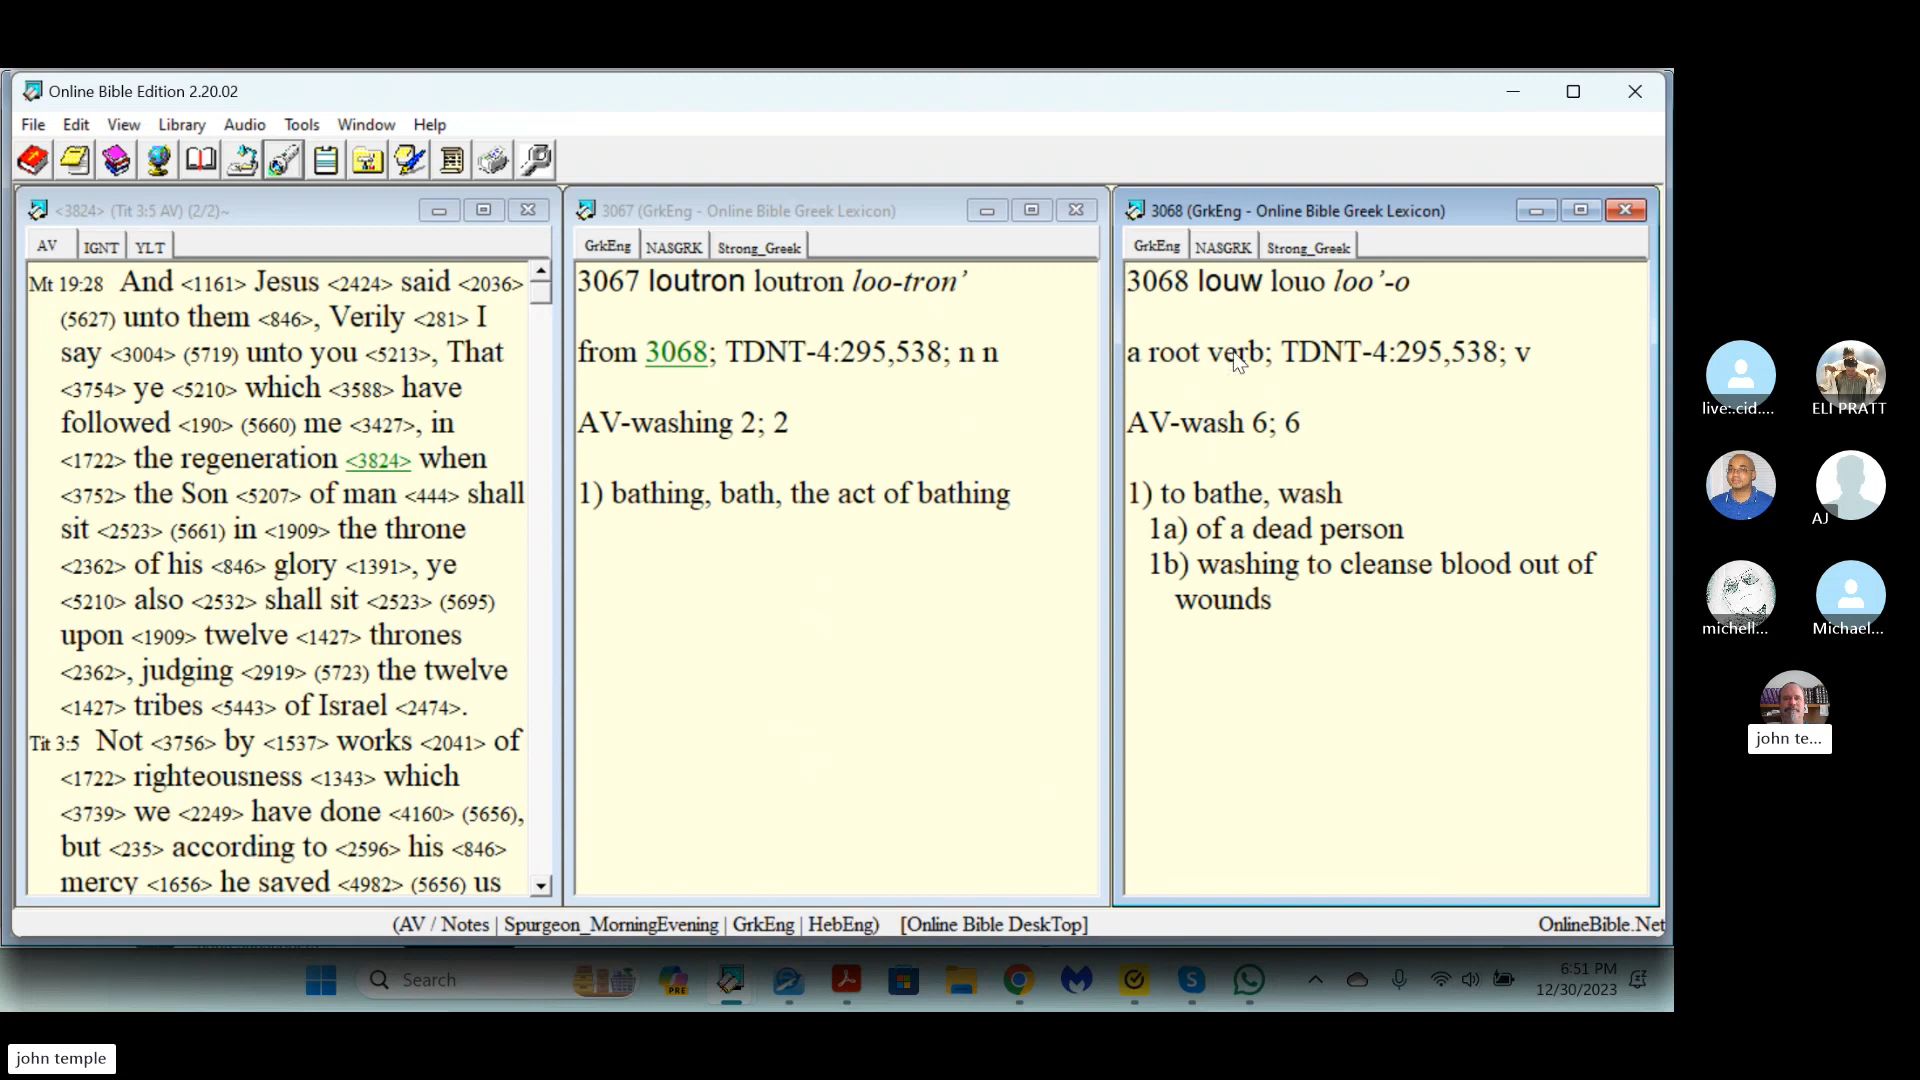 Online Bible Edition 2.20.02
File Edit View Library Audio Tools Window Help
<3824> (Tit 3:5 AV) (2/2)~
AV IGNT YLT
Mt 19:28 And <1161> Jesus <2424> said <2036>
(5627) unto them <846>, Verily <281> I
say <3004> (5719) unto you <5213>, That
<3754> ye <5210> which <3588> have
followed <190> (5660) me <3427>, in
<1722> the regeneration <3824> when
<3752> the Son <5207> of man <444> shall
sit <2523> (5661) in <1909> the throne
<2362> of his <846> glory <1391>, ye
<5210> also <2532> shall sit <2523> (5695)
upon <1909> twelve <1427> thrones
<2362>, judging <2919> (5723) the twelve
<1427> tribes <5443> of Israel <2474>.
Tit 3:5 Not <3756> by <1537> works <2041> of
<1722> righteousness <1343> which
<3739> we <2249> have done <4160> (5656),
but <235> according to <2596> his <846>
mercy <1656> he saved <4982> (5656) us
3067 (GrkEng - Online Bible Greek Lexicon)
GrkEng NASGRK Strong_Greek
3067 loutron loutron loo-tron’
from 3068; TDNT-4:295,538; n n
AV-washing 2; 2
1) bathing, bath, the act of bathing
3068 (GrkEng - Online Bible Greek Lexicon)
GrkEng NASGRK Strong_Greek
3068 louw louo loo’-o
a root verb; TDNT-4:295,538; v
AV-wash 6; 6
1) to bathe, wash
1a) of a dead person
1b) washing to cleanse blood out of
wounds
(AV / Notes | Spurgeon_MorningEvening | GrkEng | HebEng) [Online Bible DeskTop]
OnlineBible.Net
Search
PRE
6:51 PM
12/30/2023
live:.cid....
ELI PRATT
AJ
michell...
Michael...
john te...
john temple